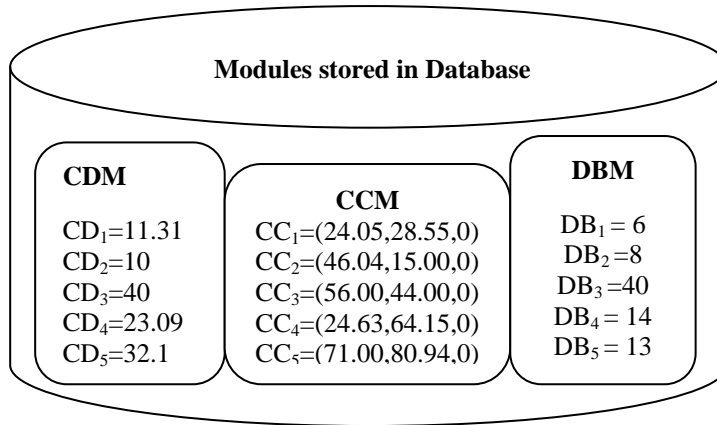 Modules stored in Database
CDM
CD₁=11.31
CD₂=10
CD₃=40
CD₄=23.09
CD₅=32.1
CCM
CC₁=(24.05,28.55,0)
CC₂=(46.04,15.00,0)
CC₃=(56.00,44.00,0)
CC₄=(24.63,64.15,0)
CC₅=(71.00,80.94,0)
DBM
DB₁ = 6
DB₂ =8
DB₃ =40
DB₄ = 14
DB₅ = 13